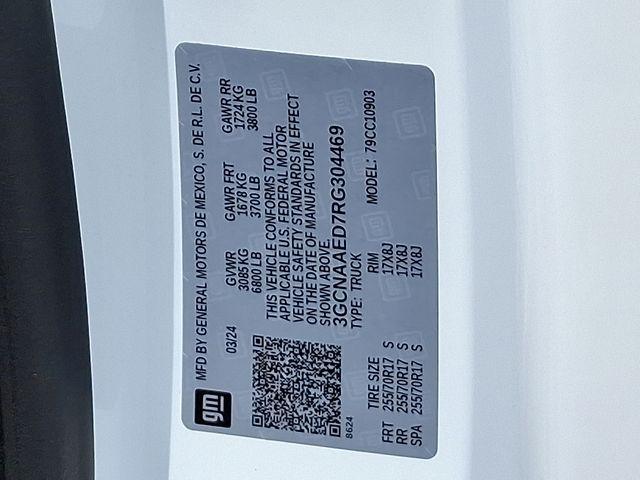 gm
MFD BY GENERAL MOTORS DE MEXICO, S. DE R.L. DE C.V.
03/24
GVWR GAWR FRT GAWR RR
3085 KG 1678 KG 1724 KG
6800 LB 3700 LB 3800 LB
THIS VEHICLE CONFORMS TO ALL
APPLICABLE U.S. FEDERAL MOTOR
VEHICLE SAFETY STANDARDS IN EFFECT
ON THE DATE OF MANUFACTURE
SHOWN ABOVE.
3GCNAAED7RG304469
8624
TYPE: TRUCK MODEL: 79CC10903
TIRE SIZE RIM
FRT 255/70R17 S 17X8J
RR 255/70R17 S 17X8J
SPA 255/70R17 S 17X8J